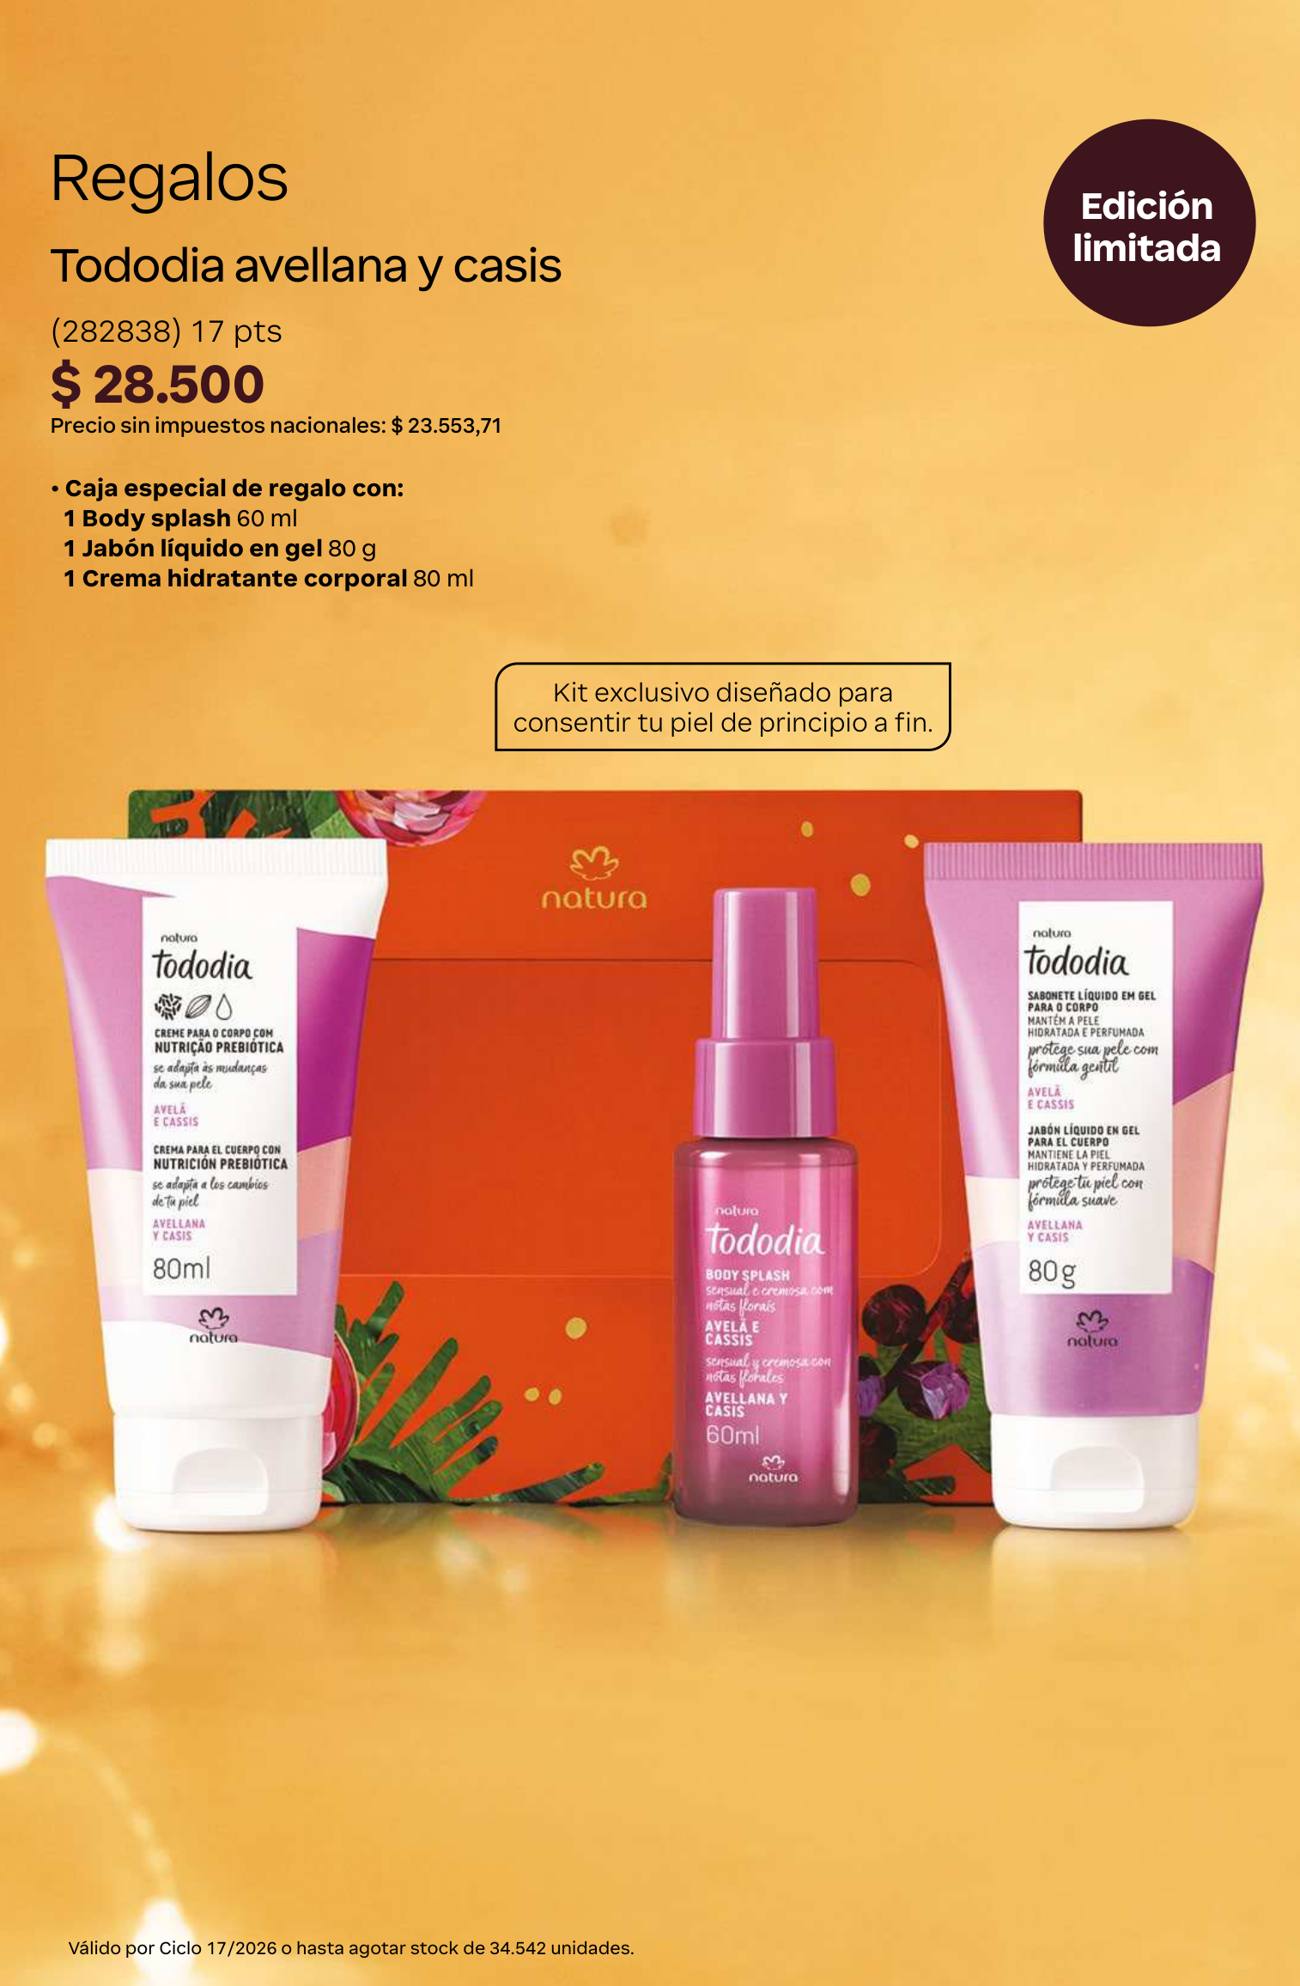 Regalos
Edición
limitada
Tododia avellana y casis
(282838) 17 pts
$ 28.500
Precio sin impuestos nacionales: $ 23.553,71
• Caja especial de regalo con:
1 Body splash 60 ml
1 Jabón líquido en gel 80 g
1 Crema hidratante corporal 80 ml
Kit exclusivo diseñado para
consentir tu piel de principio a fin.
natura
natura
tododia
CREME PARA O CORPO COM
NUTRIÇÃO PREBIÓTICA
se adapta às mudanças
da sua pele
AVELÃ
E CASSIS
CREMA PARA EL CUERPO CON
NUTRICIÓN PREBIÓTICA
se adapta a los cambios
de tu piel
AVELLANA
Y CASIS
80ml
natura
natura
tododia
BODY SPLASH
sensual e cremosa com
notas florais
AVELÃ E
CASSIS
sensual y cremosa con
notas florales
AVELLANA Y
CASIS
60ml
natura
natura
tododia
SABONETE LÍQUIDO EM GEL
PARA O CORPO
MANTÉM A PELE
HIDRATADA E PERFUMADA
protege sua pele com
fórmula gentil
AVELÃ
E CASSIS
JABÓN LÍQUIDO EN GEL
PARA EL CUERPO
MANTIENE LA PIEL
HIDRATADA Y PERFUMADA
protege tu piel con
fórmula suave
AVELLANA
Y CASIS
80g
natura
Válido por Ciclo 17/2026 o hasta agotar stock de 34.542 unidades.